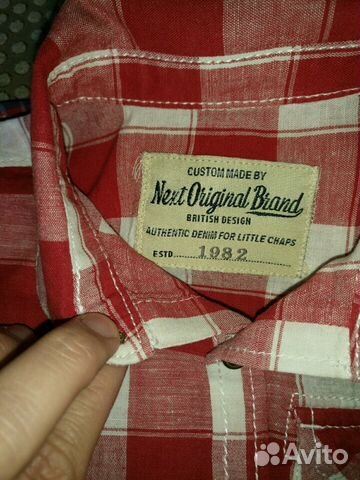 CUSTOM MADE BY
Next Original Brand
BRITISH DESIGN
AUTHENTIC DENIM FOR LITTLE CHAPS
ESTD 1982
Avito